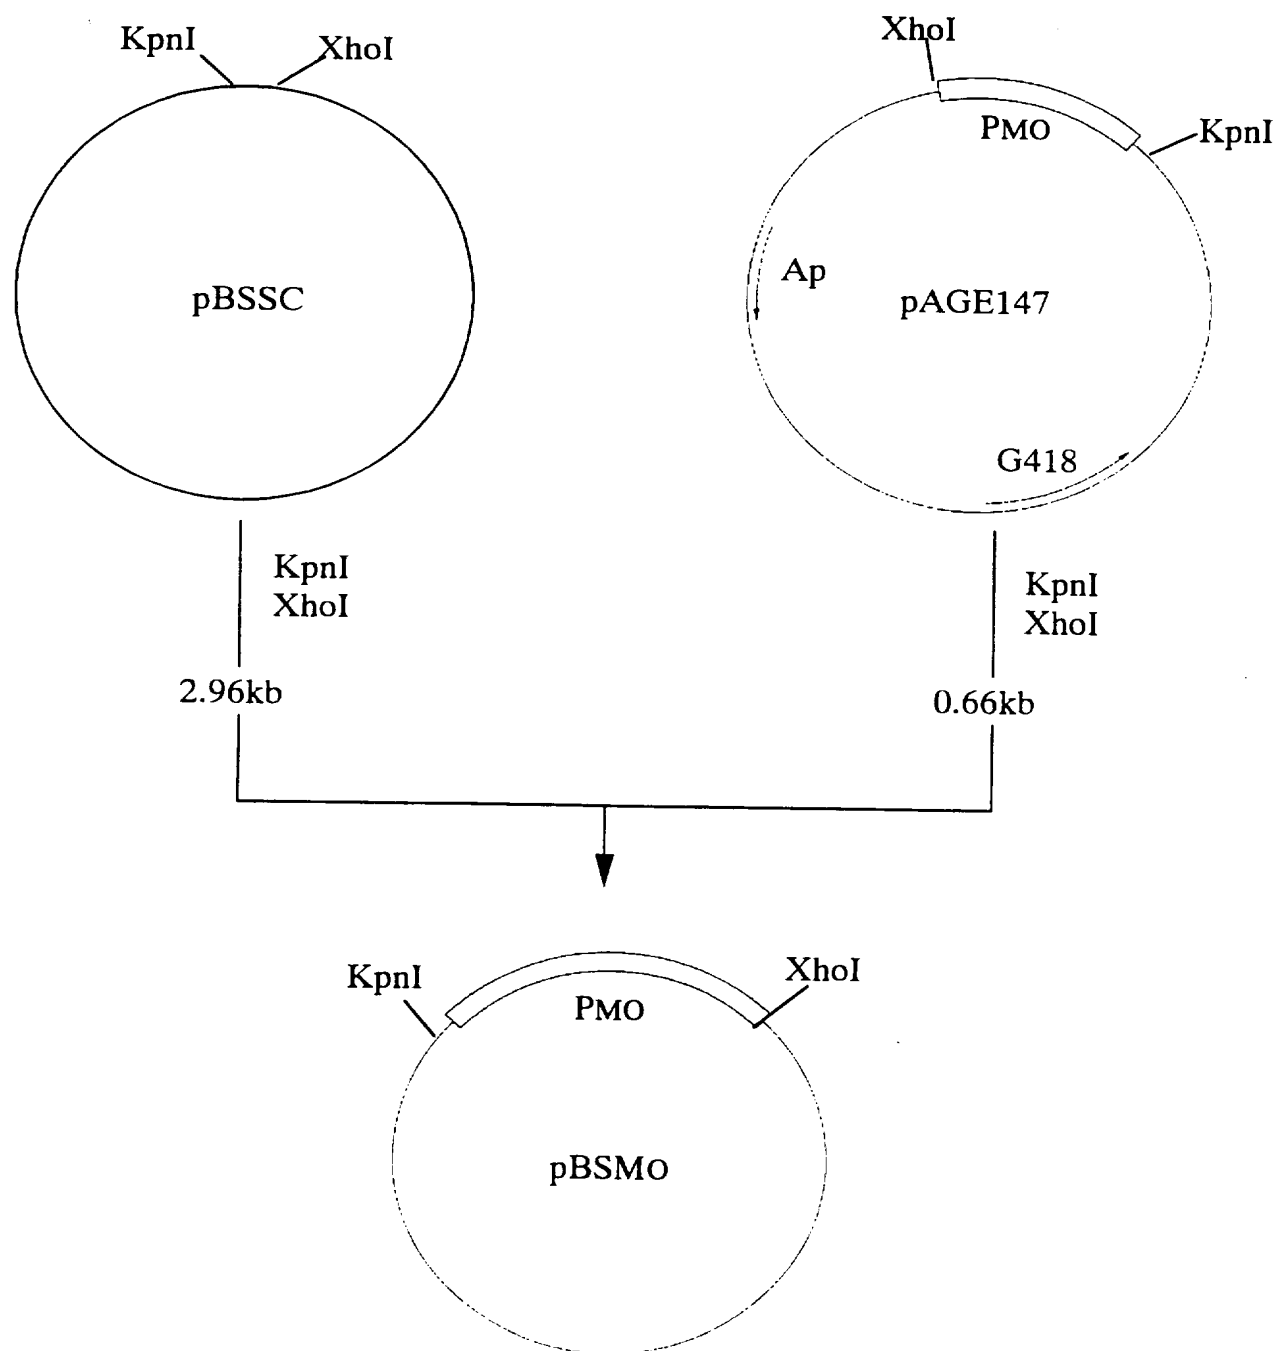 KpnI
XhoI
pBSSC
XhoI
PMO
KpnI
Ap
pAGE147
G418
KpnI
XhoI
2.96kb
KpnI
XhoI
0.66kb
KpnI
PMO
XhoI
pBSMO